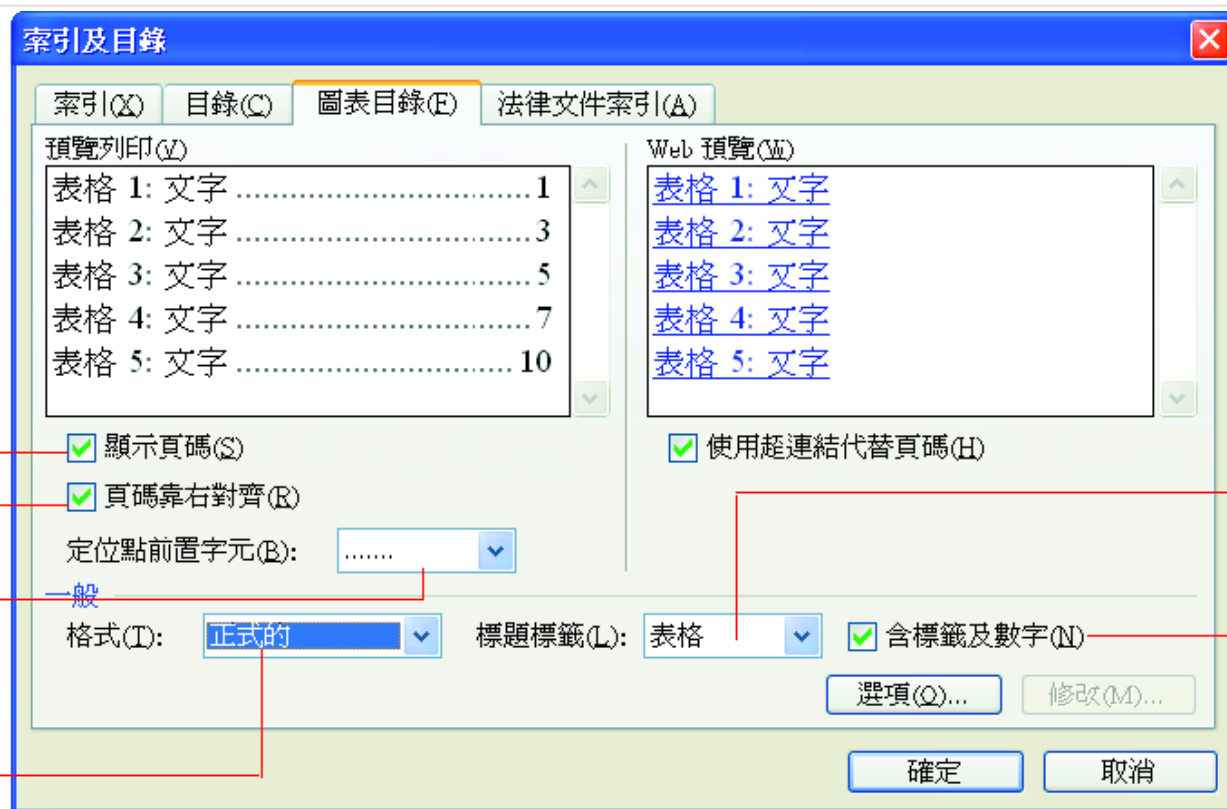 索引及目錄
索引(X) 目錄(C) 圖表目錄(F) 法律文件索引(A)
預覽列印(V)
表格 1: 文字 ................................ 1
表格 2: 文字 ................................ 3
表格 3: 文字 ................................ 5
表格 4: 文字 ................................ 7
表格 5: 文字 .............................. 10
Web 預覽(W)
表格 1: 文字
表格 2: 文字
表格 3: 文字
表格 4: 文字
表格 5: 文字
顯示頁碼(S)
使用超連結代替頁碼(H)
頁碼靠右對齊(R)
定位點前置字元(B): .......
一般
格式(T): 正式的 標題標籤(L): 表格 含標籤及數字(N)
選項(O)... 修改(M)...
確定 取消